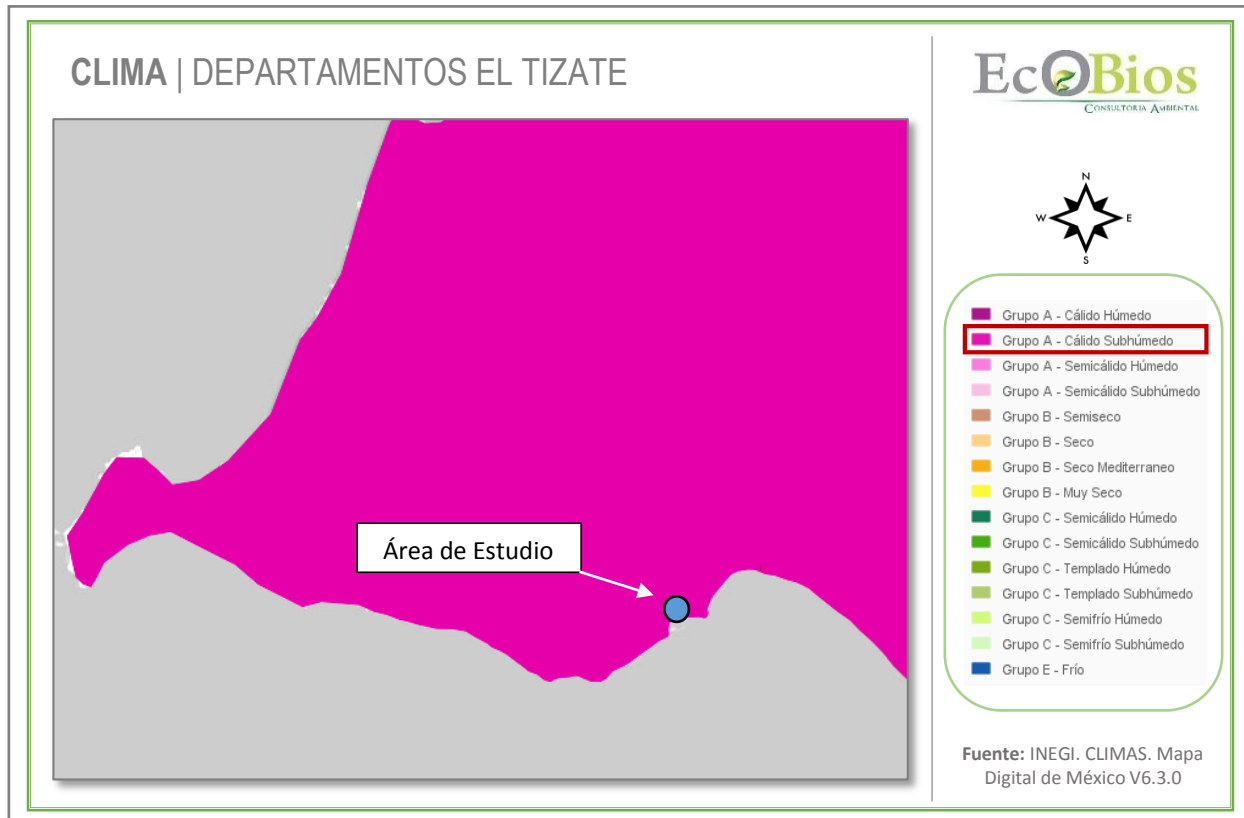 CLIMA | DEPARTAMENTOS EL TIZATE
EcOBios
CONSULTORIA AMBIENTAL
N
W
E
S
Área de Estudio
Grupo A - Cálido Húmedo
Grupo A - Cálido Subhúmedo
Grupo A - Semicálido Húmedo
Grupo A - Semicálido Subhúmedo
Grupo B - Semiseco
Grupo B - Seco
Grupo B - Seco Mediterraneo
Grupo B - Muy Seco
Grupo C - Semicálido Húmedo
Grupo C - Semicálido Subhúmedo
Grupo C - Templado Húmedo
Grupo C - Templado Subhúmedo
Grupo C - Semifrío Húmedo
Grupo C - Semifrío Subhúmedo
Grupo E - Frío
Fuente: INEGI. CLIMAS. Mapa
Digital de México V6.3.0